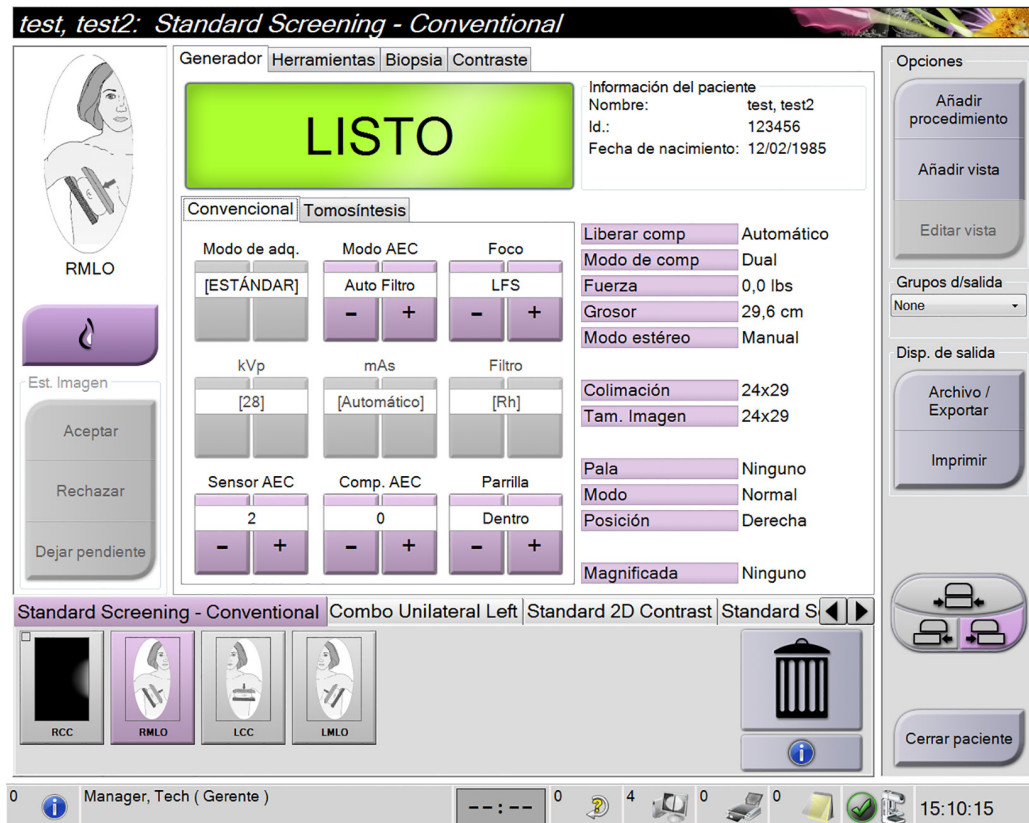 test, test2: Standard Screening - Conventional
RMLO
Est. Imagen
Aceptar
Rechazar
Dejar pendiente
Generador Herramientas Biopsia Contraste
LISTO
Información del paciente
Nombre: test, test2
Id.: 123456
Fecha de nacimiento: 12/02/1985
Convencional Tomosíntesis
Modo de adq. Modo AEC Foco
[ESTÁNDAR] Auto Filtro LFS
- + - +
kVp mAs Filtro
[28] [Automático] [Rh]
Sensor AEC Comp. AEC Parrilla
2 0 Dentro
- + - + - +
Liberar comp Automático
Modo de comp Dual
Fuerza 0,0 lbs
Grosor 29,6 cm
Modo estéreo Manual
Colimación 24x29
Tam. Imagen 24x29
Pala Ninguno
Modo Normal
Posición Derecha
Magnificada Ninguno
Opciones
Añadir
procedimiento
Añadir vista
Editar vista
Grupos d/salida
None
Disp. de salida
Archivo /
Exportar
Imprimir
Cerrar paciente
Standard Screening - Conventional Combo Unilateral Left Standard 2D Contrast Standard S
RCC RMLO LCC LMLO
0 Manager, Tech ( Gerente ) --:-- 0 4 0 0 15:10:15